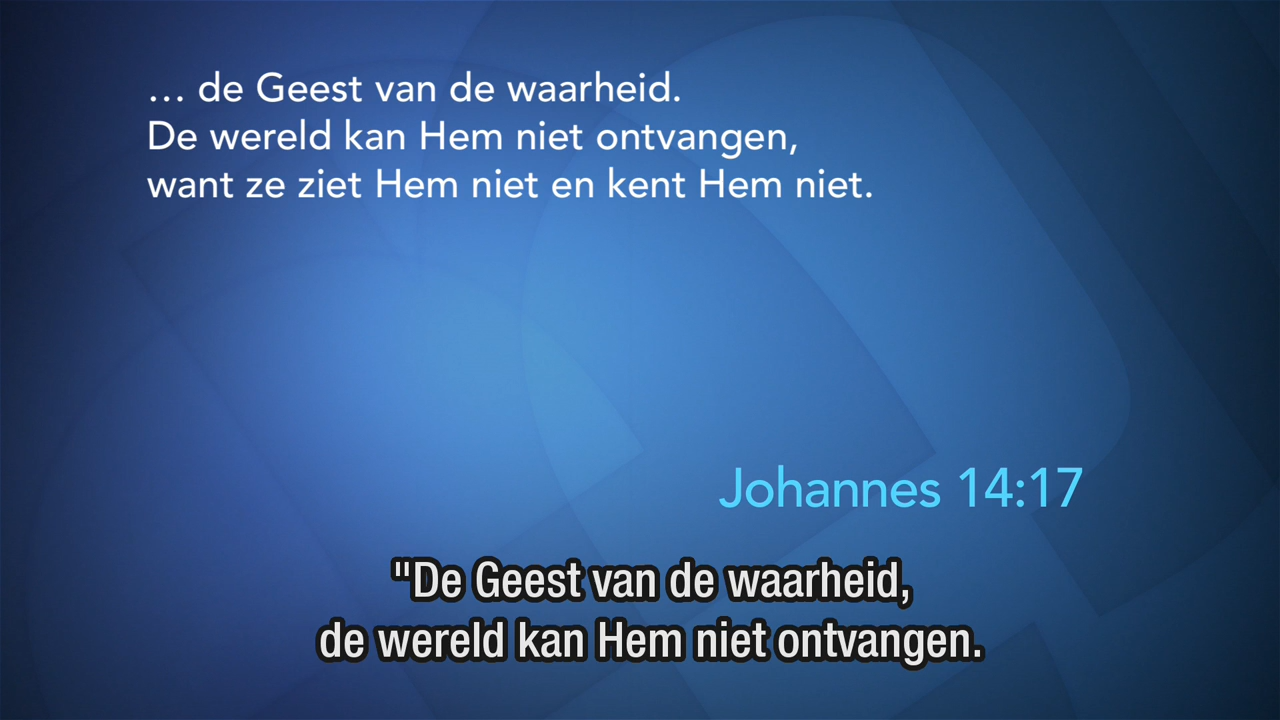 … de Geest van de waarheid.
De wereld kan Hem niet ontvangen,
want ze ziet Hem niet en kent Hem niet.
Johannes 14:17
"De Geest van de waarheid,
de wereld kan Hem niet ontvangen.